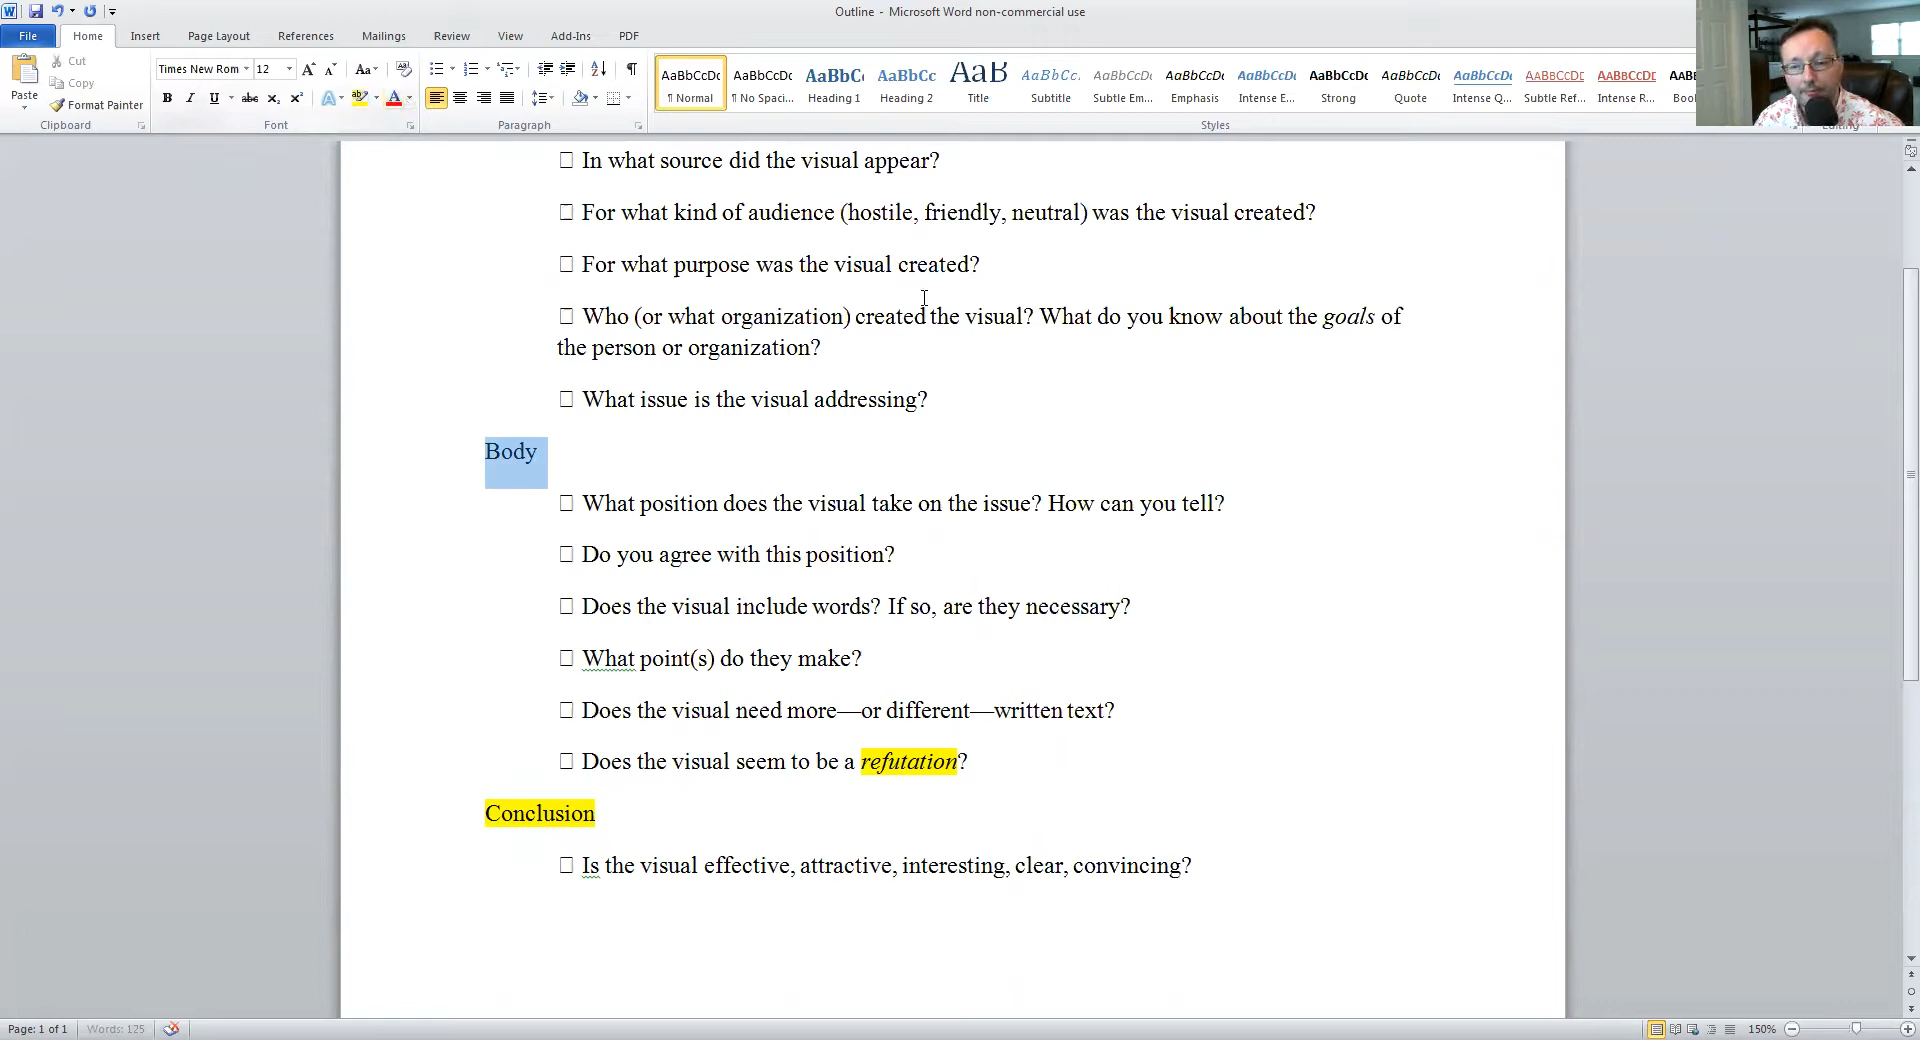 Outline - Microsoft Word non-commercial use
File Home Insert Page Layout References Mailings Review View Add-Ins PDF
Paste
Cut
Copy
Format Painter
Clipboard
Times New Rom 12
Font
Paragraph
AaBbCcDc AaBbCcDc AaBbC AaBbCc AaB AaBbCc. AaBbCcDc AaBbCcDc AaBbCcDc AaBbCcDc AaBbCcDc AaBbCcDc AABBCCDE AABBCCDE AABB
¶ Normal ¶ No Spaci... Heading 1 Heading 2 Title Subtitle Subtle Em... Emphasis Intense E... Strong Quote Intense Q... Subtle Ref... Intense R... Boo
Styles
Editing
☐ In what source did the visual appear?
☐ For what kind of audience (hostile, friendly, neutral) was the visual created?
☐ For what purpose was the visual created?
☐ Who (or what organization) created the visual? What do you know about the goals of
the person or organization?
☐ What issue is the visual addressing?
Body
☐ What position does the visual take on the issue? How can you tell?
☐ Do you agree with this position?
☐ Does the visual include words? If so, are they necessary?
☐ What point(s) do they make?
☐ Does the visual need more—or different—written text?
☐ Does the visual seem to be a refutation?
Conclusion
☐ Is the visual effective, attractive, interesting, clear, convincing?
Page: 1 of 1 Words: 125
150%